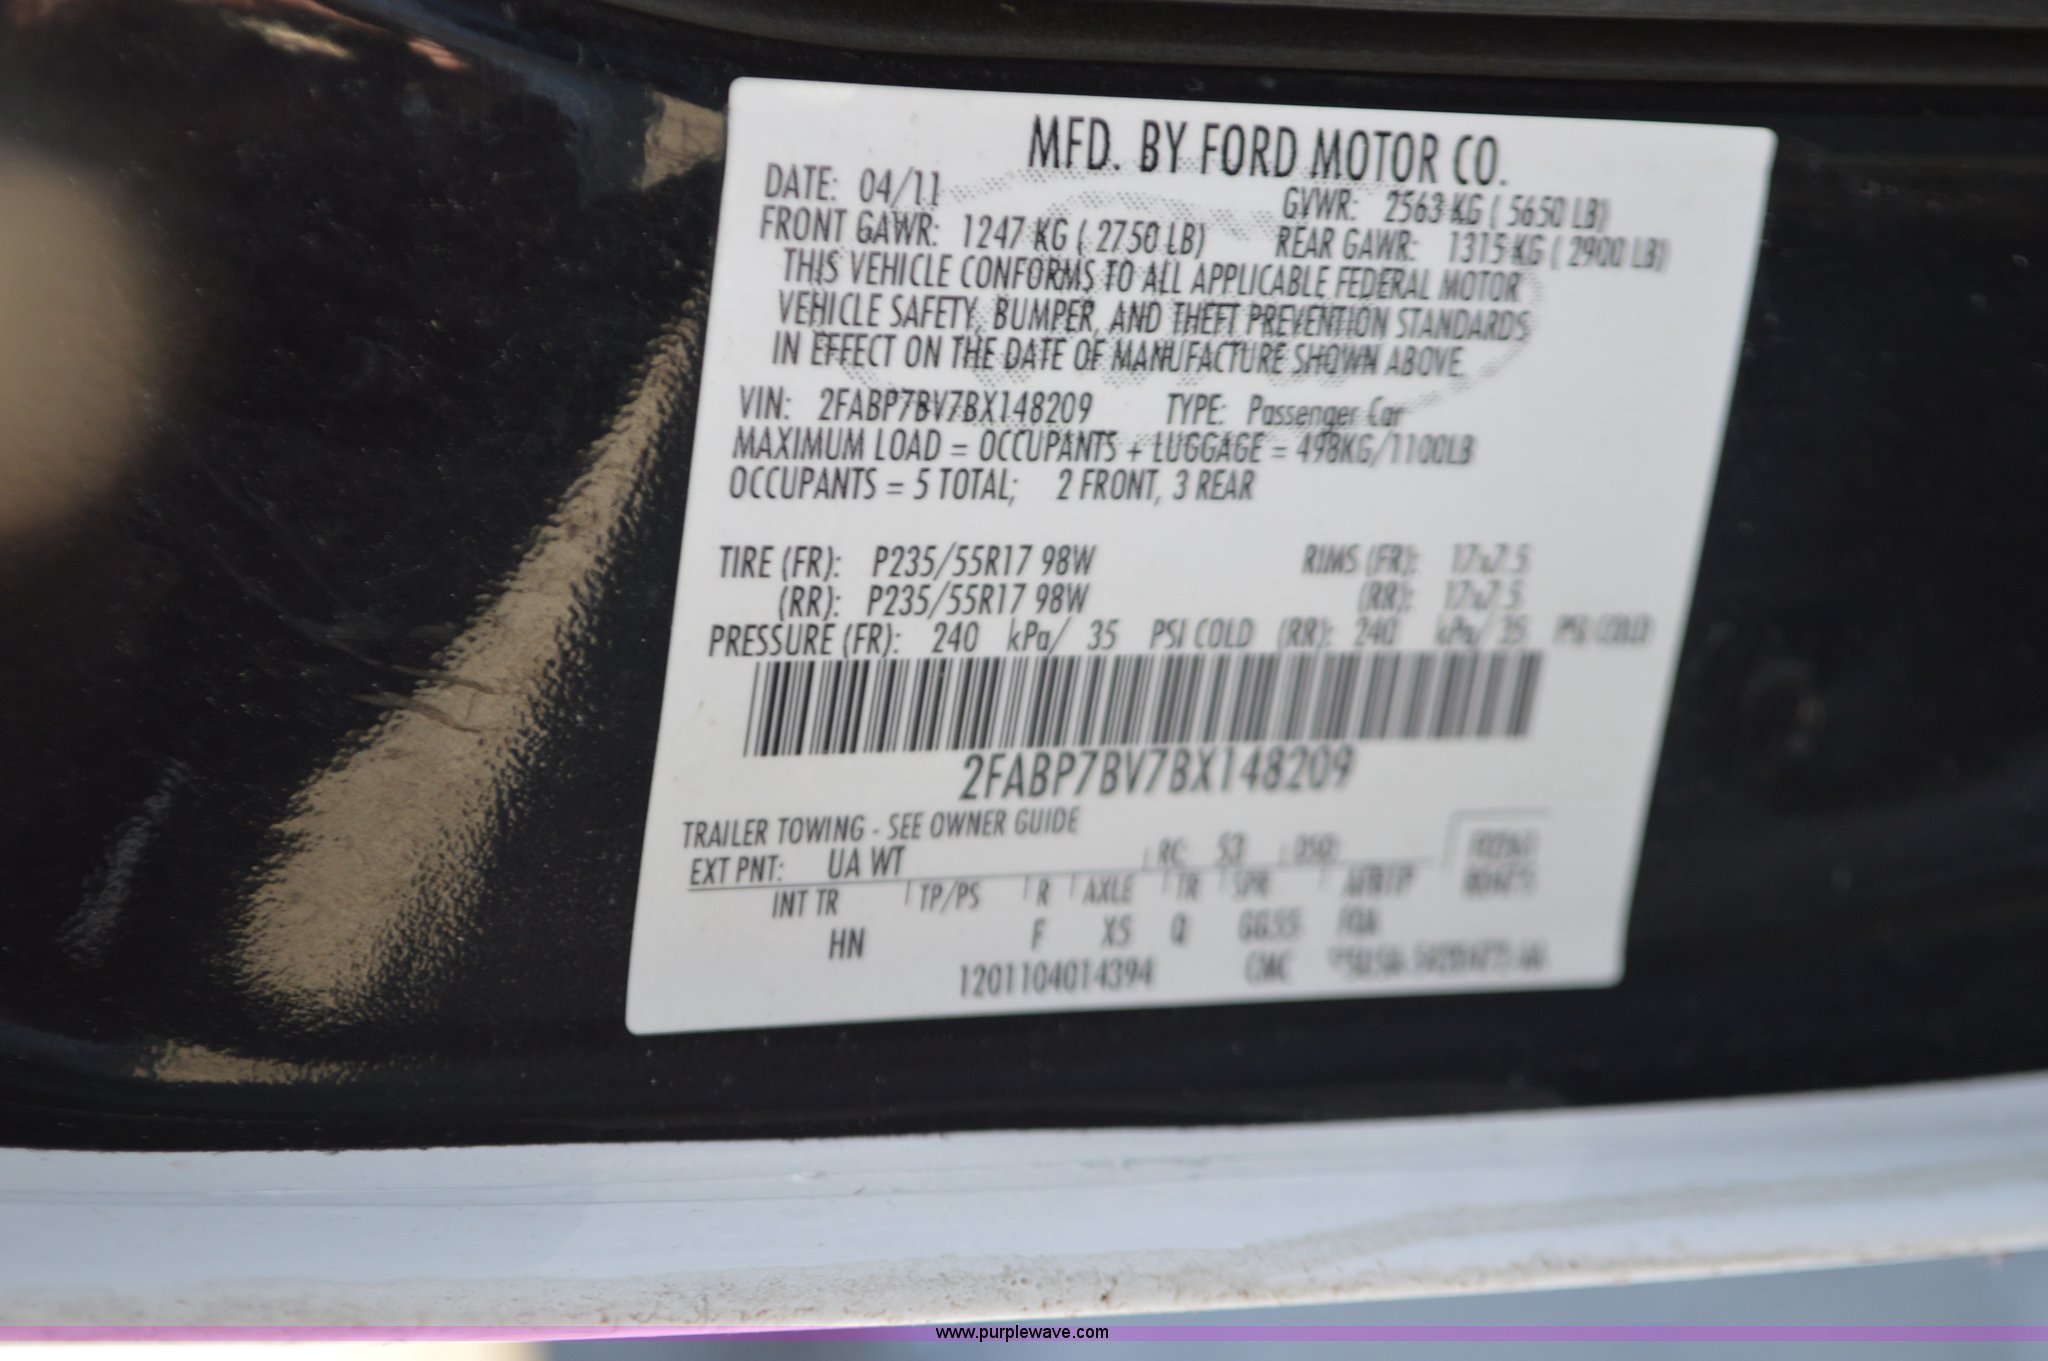 MFD. BY FORD MOTOR CO.
DATE: 04/11 GVWR: 2563 KG ( 5650 LB)
FRONT GAWR: 1247 KG ( 2750 LB) REAR GAWR: 1315 KG ( 2900 LB)
THIS VEHICLE CONFORMS TO ALL APPLICABLE FEDERAL MOTOR
VEHICLE SAFETY, BUMPER, AND THEFT PREVENTION STANDARDS
IN EFFECT ON THE DATE OF MANUFACTURE SHOWN ABOVE.
VIN: 2FABP7BV7BX148209 TYPE: Passenger Car
MAXIMUM LOAD = OCCUPANTS + LUGGAGE = 498KG/1100LB
OCCUPANTS = 5 TOTAL; 2 FRONT, 3 REAR
TIRE (FR): P235/55R17 98W RIMS (FR): 17x7.5
(RR): P235/55R17 98W (RR): 17x7.5
PRESSURE (FR): 240 kPa/ 35 PSI COLD (RR): 240 kPa/ 35 PSI COLD
2FABP7BV7BX148209
TRAILER TOWING - SEE OWNER GUIDE
EXT PNT: UA WT RC: 53 DSO:
INT TR TP/PS R AXLE TR SPR
HN F X5 Q GG55
1201104014394
www.purplewave.com